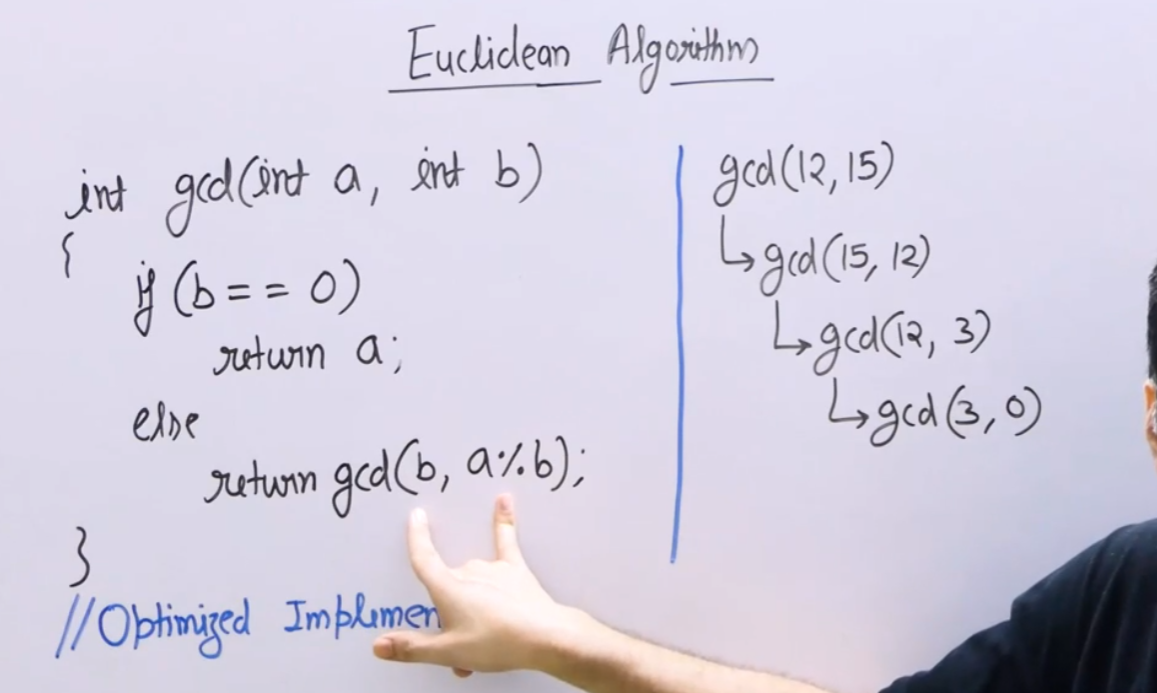 Euclidean Algorithm
int gcd(int a, int b)
{
if (b == 0)
return a;
else
return gcd(b, a%b);
}
//Optimized
gcd(12, 15)
↳gcd(15, 12)
↳gcd(12, 3)
↳gcd(3, 0)